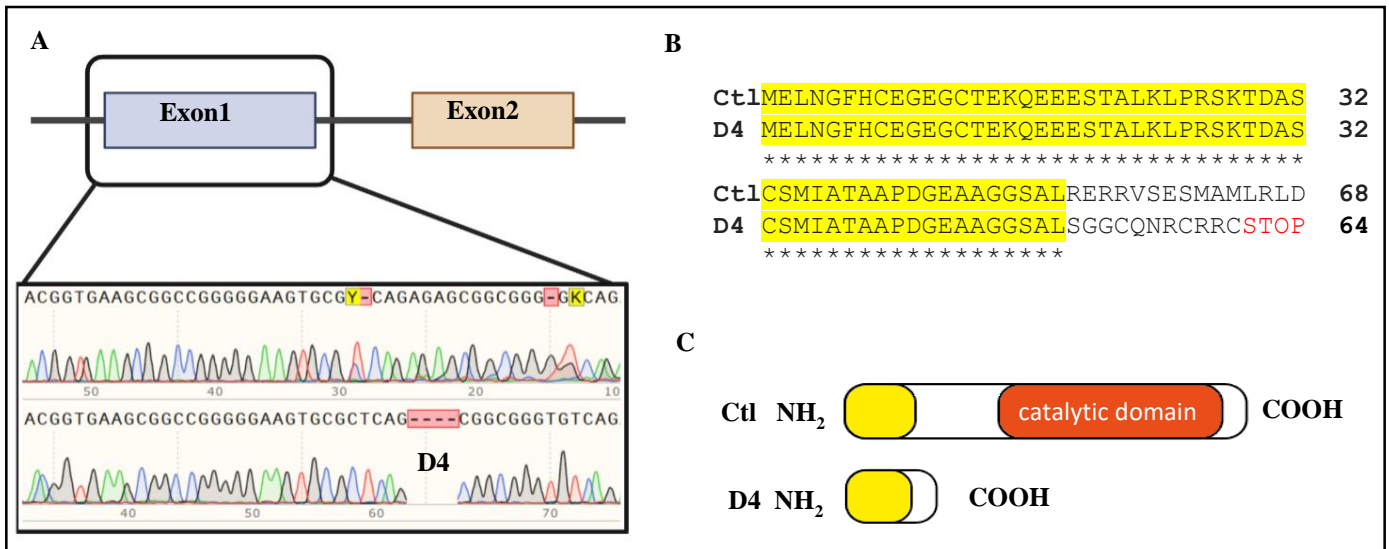 A
Exon1
Exon2
ACGGTGAAGCGGCCGGGGGAAGTGCGY-CAGAGAGCGGCGGG-GKCAG
50 40 30 20 10
ACGGTGAAGCGGCCGGGGGAAGTGCGCTCAG----CGGCGGGTGTCAG
D4
40 50 60 70
B
Ctl MELNGFHCEGEGCTEKQEEESTALKLPRSKTDAS 32
D4 MELNGFHCEGEGCTEKQEEESTALKLPRSKTDAS 32
**********************************
Ctl CSMIATAAPDGEAAGGSALRERRVSESMAMLRLD 68
D4 CSMIATAAPDGEAAGGSALSGGCQNRCRRCSTOP 64
*******************
C
Ctl NH2 catalytic domain COOH
D4 NH2 COOH